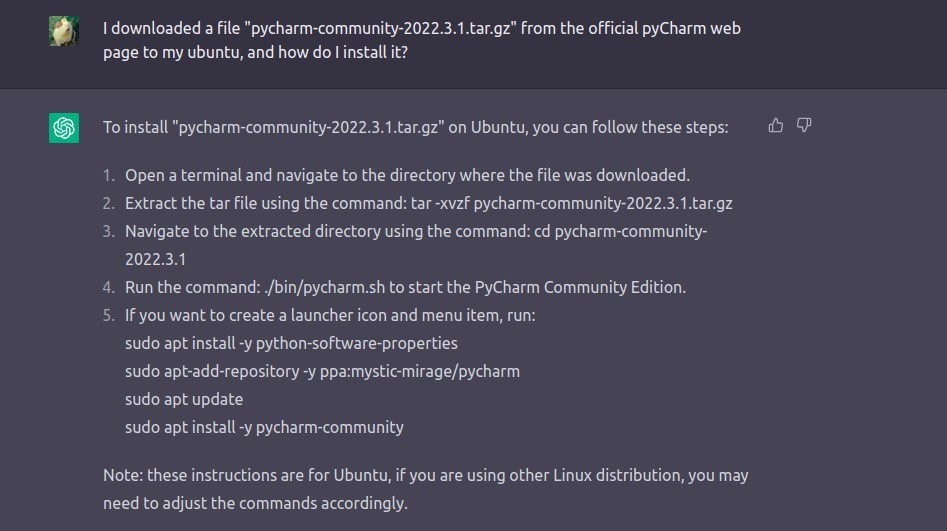 I downloaded a file "pycharm-community-2022.3.1.tar.gz" from the official pyCharm web
page to my ubuntu, and how do I install it?
To install "pycharm-community-2022.3.1.tar.gz" on Ubuntu, you can follow these steps:
1. Open a terminal and navigate to the directory where the file was downloaded.
2. Extract the tar file using the command: tar -xvzf pycharm-community-2022.3.1.tar.gz
3. Navigate to the extracted directory using the command: cd pycharm-community-
2022.3.1
4. Run the command: ./bin/pycharm.sh to start the PyCharm Community Edition.
5. If you want to create a launcher icon and menu item, run:
sudo apt install -y python-software-properties
sudo apt-add-repository -y ppa:mystic-mirage/pycharm
sudo apt update
sudo apt install -y pycharm-community
Note: these instructions are for Ubuntu, if you are using other Linux distribution, you may
need to adjust the commands accordingly.